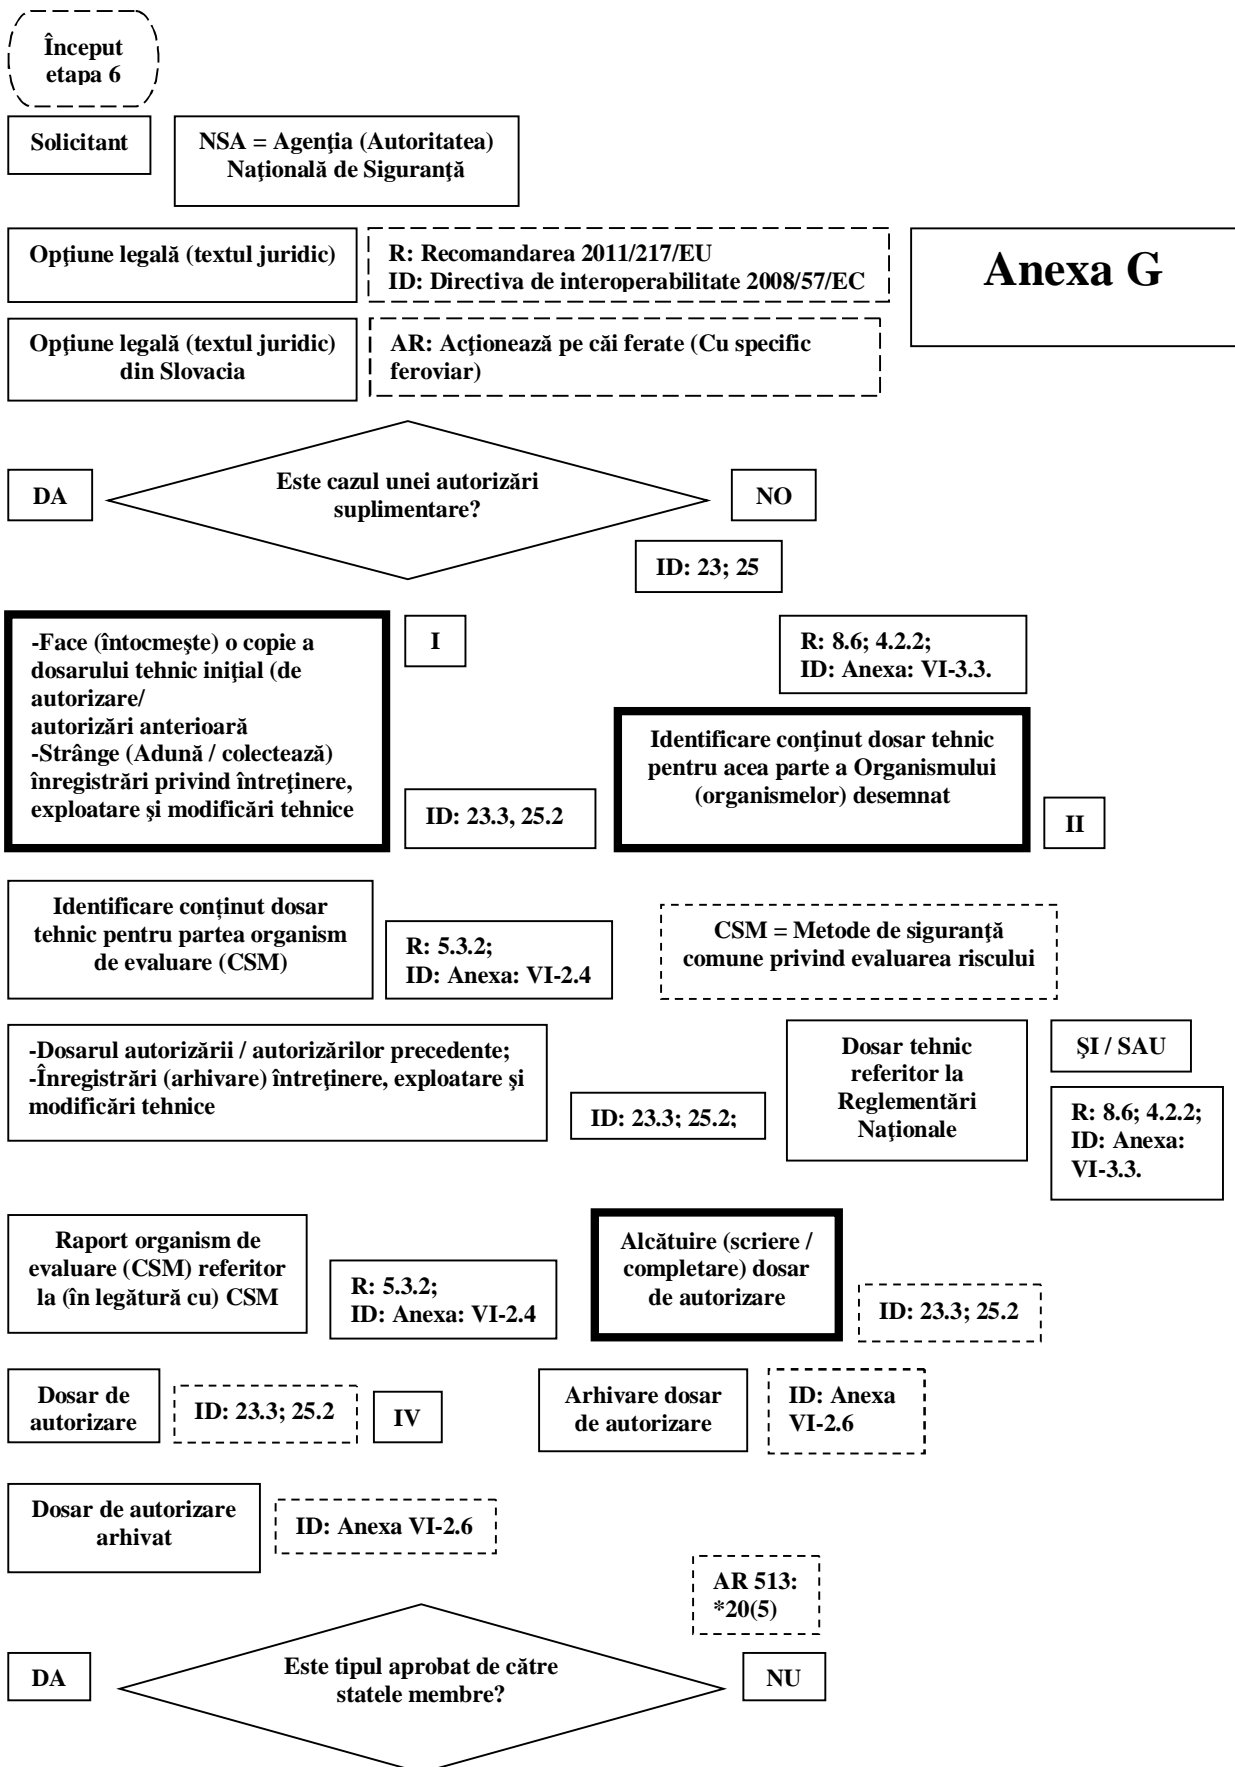 Început
etapa 6
Solicitant
NSA = Agenţia (Autoritatea)
Naţională de Siguranţă
Opţiune legală (textul juridic)
R: Recomandarea 2011/217/EU
ID: Directiva de interoperabilitate 2008/57/EC
Anexa G
Opţiune legală (textul juridic)
din Slovacia
AR: Acţionează pe căi ferate (Cu specific
feroviar)
DA
Este cazul unei autorizări
suplimentare?
NO
ID: 23; 25
-Face (întocmeşte) o copie a
dosarului tehnic iniţial (de
autorizare/
autorizări anterioară
-Strânge (Adună / colectează)
înregistrări privind întreţinere,
exploatare şi modificări tehnice
I
ID: 23.3, 25.2
R: 8.6; 4.2.2;
ID: Anexa: VI-3.3.
Identificare conţinut dosar tehnic
pentru acea parte a Organismului
(organismelor) desemnat
II
Identificare conținut dosar
tehnic pentru partea organism
de evaluare (CSM)
R: 5.3.2;
ID: Anexa: VI-2.4
CSM = Metode de siguranţă
comune privind evaluarea riscului
-Dosarul autorizării / autorizărilor precedente;
-Înregistrări (arhivare) întreţinere, exploatare şi
modificări tehnice
ID: 23.3; 25.2;
Dosar tehnic
referitor la
Reglementări
Naţionale
ŞI / SAU
R: 8.6; 4.2.2;
ID: Anexa:
VI-3.3.
Raport organism de
evaluare (CSM) referitor
la (în legătură cu) CSM
R: 5.3.2;
ID: Anexa: VI-2.4
Alcătuire (scriere /
completare) dosar
de autorizare
ID: 23.3; 25.2
Dosar de
autorizare
ID: 23.3; 25.2
IV
Arhivare dosar
de autorizare
ID: Anexa
VI-2.6
Dosar de autorizare
arhivat
ID: Anexa VI-2.6
AR 513:
*20(5)
DA
Este tipul aprobat de către
statele membre?
NU